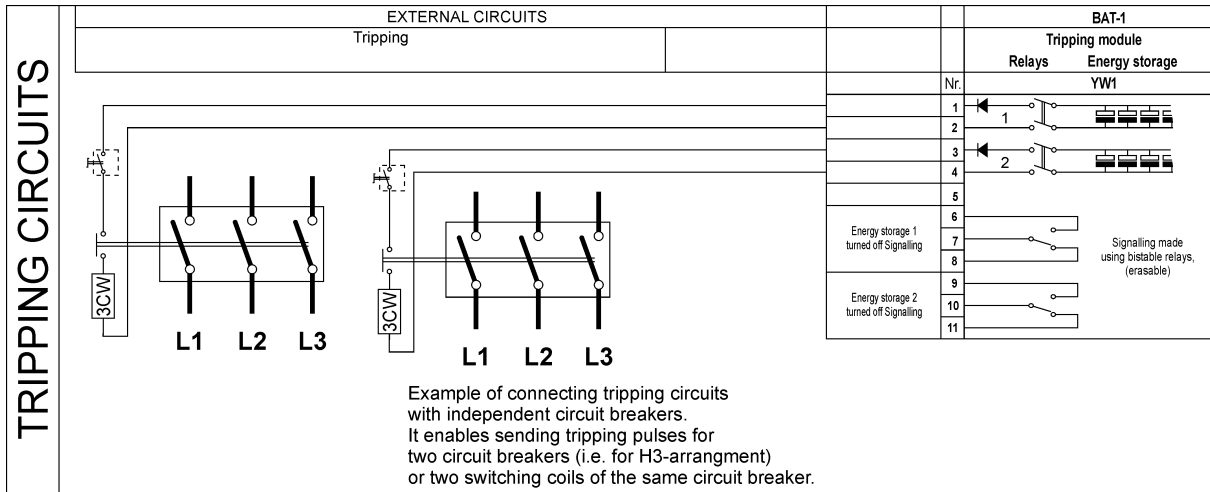 TRIPPING CIRCUITS
EXTERNAL CIRCUITS
BAT-1
Tripping
Tripping module
Relays Energy storage
Nr. YW1
1
1
2
3
2
4
5
6
Energy storage 1
turned off Signalling
7
8
Signalling made
using bistable relays,
(erasable)
9
Energy storage 2
turned off Signalling
10
11
3CW
L1 L2 L3
3CW
L1 L2 L3
Example of connecting tripping circuits
with independent circuit breakers.
It enables sending tripping pulses for
two circuit breakers (i.e. for H3-arrangment)
or two switching coils of the same circuit breaker.